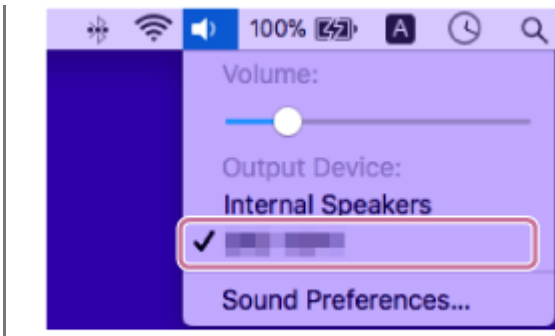 100% A
Volume:
Output Device:
Internal Speakers
Sound Preferences...